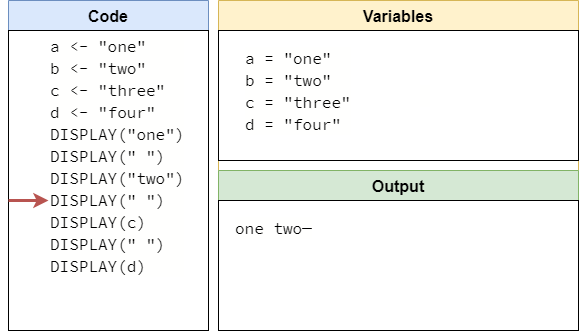 Code
a <- "one"
b <- "two"
c <- "three"
d <- "four"
DISPLAY("one")
DISPLAY(" ")
DISPLAY("two")
DISPLAY(" ")
DISPLAY(c)
DISPLAY(" ")
DISPLAY(d)
Variables
a = "one"
b = "two"
c = "three"
d = "four"
Output
one two—